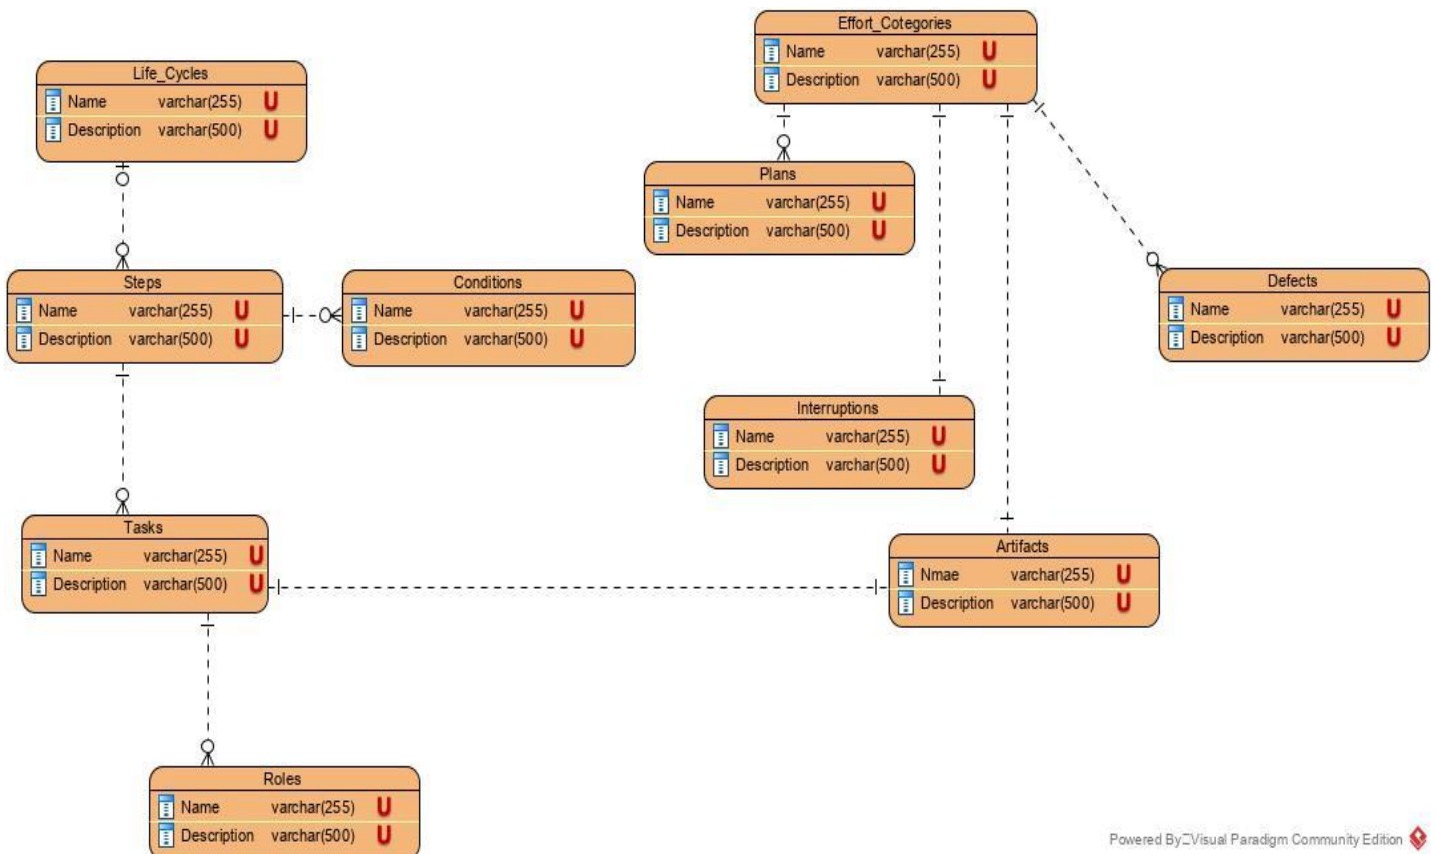 Effort_Cotegories
Name varchar(255) U
Description varchar(500) U
Life_Cycles
Name varchar(255) U
Description varchar(500) U
Plans
Name varchar(255) U
Description varchar(500) U
Steps
Name varchar(255) U
Description varchar(500) U
Conditions
Name varchar(255) U
Description varchar(500) U
Defects
Name varchar(255) U
Description varchar(500) U
Interruptions
Name varchar(255) U
Description varchar(500) U
Tasks
Name varchar(255) U
Description varchar(500) U
Artifacts
Nmae varchar(255) U
Description varchar(500) U
Roles
Name varchar(255) U
Description varchar(500) U
Powered By Visual Paradigm Community Edition